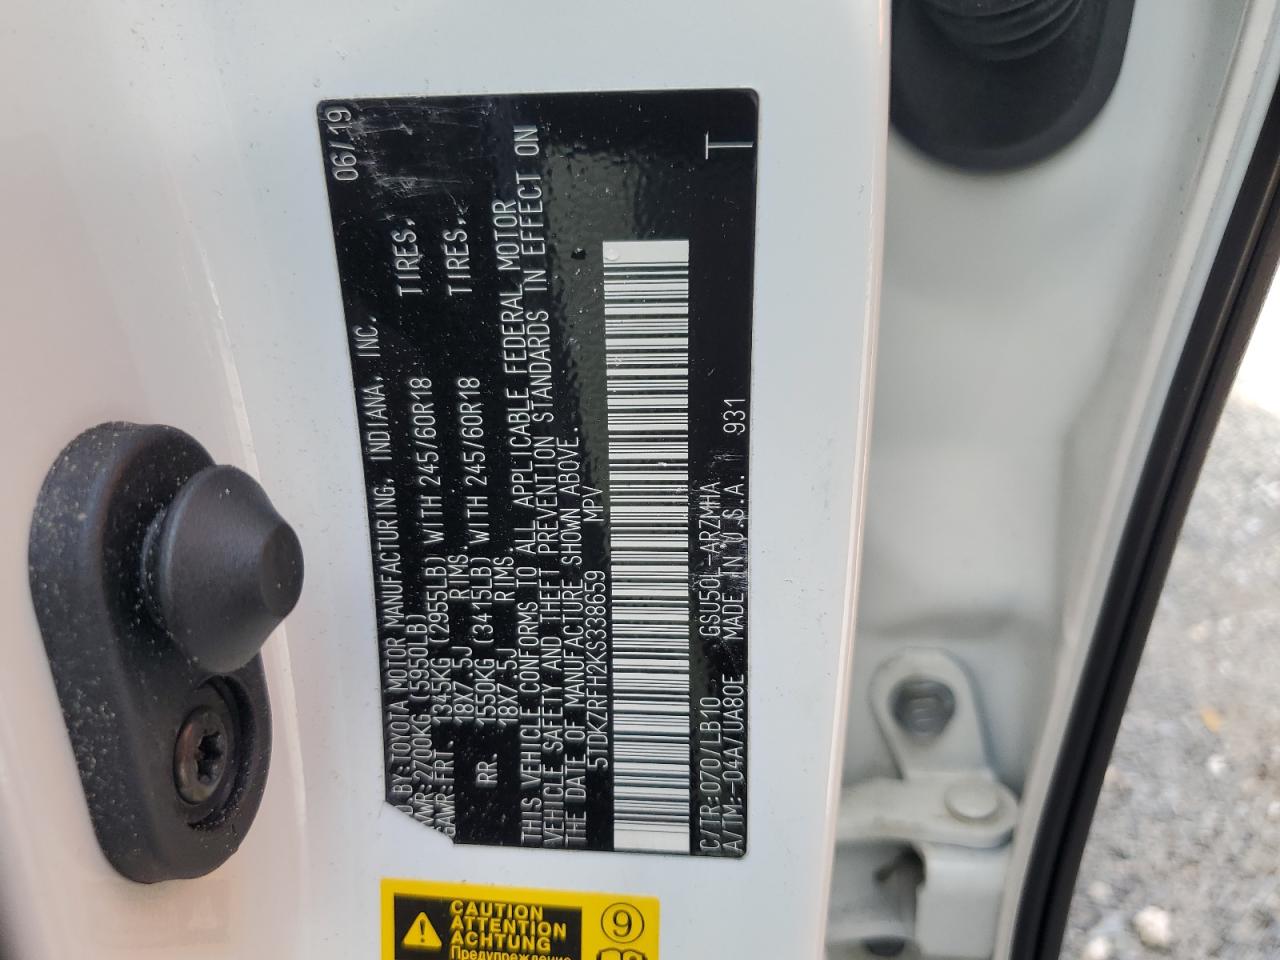 06/19
D BY: TOYOTA MOTOR MANUFACTURING, INDIANA, INC.
2700KG (5950LB)
GAWR:FRT. 1345KG (2955LB) WITH 245/60R18 TIRES,
18X7.5J RIMS.
RR. 1550KG (3415LB) WITH 245/60R18 TIRES,
18X7.5J RIMS.
THIS VEHICLE CONFORMS TO ALL APPLICABLE FEDERAL MOTOR
VEHICLE SAFETY AND THEFT PREVENTION STANDARDS IN EFFECT ON
THE DATE OF MANUFACTURE SHOWN ABOVE.
5TDKZRFH2KS338659 MPV
C/TR:070/LB10 GSU50L-ARZMHA
A/TM:-04A/UA80E MADE IN U.S.A. 931
T
CAUTION
ATTENTION
ACHTUNG
Предупреждение
9